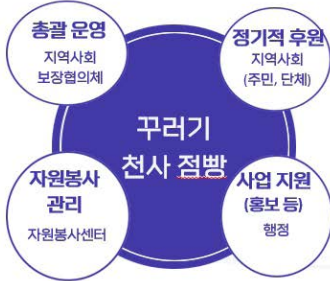 총괄 운영
지역사회
보장협의체
정기적 후원
지역사회
(주민, 단체)
꾸러기
천사 점빵
자원봉사
관리
자원봉사센터
사업 지원
(홍보 등)
행정